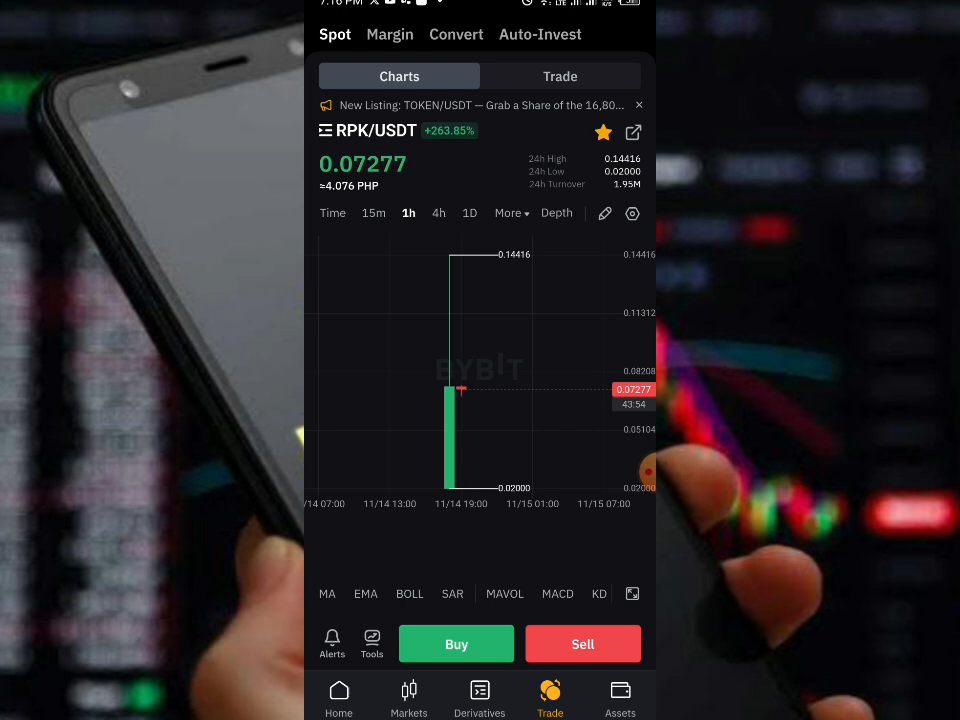 7:16 PM
Spot Margin Convert Auto-Invest
Charts Trade
New Listing: TOKEN/USDT — Grab a Share of the 16,80...
RPK/USDT +263.85%
0.07277
≈4.076 PHP
24h High 0.14416
24h Low 0.02000
24h Turnover 1.95M
Time 15m 1h 4h 1D More Depth
0.14416 0.14416
0.11312
BYBIT
0.08208
0.07277
43:54
0.05104
0.02000 0.02000
/14 07:00 11/14 13:00 11/14 19:00 11/15 01:00 11/15 07:00
MA EMA BOLL SAR MAVOL MACD KD
Alerts Tools Buy Sell
Home Markets Derivatives Trade Assets